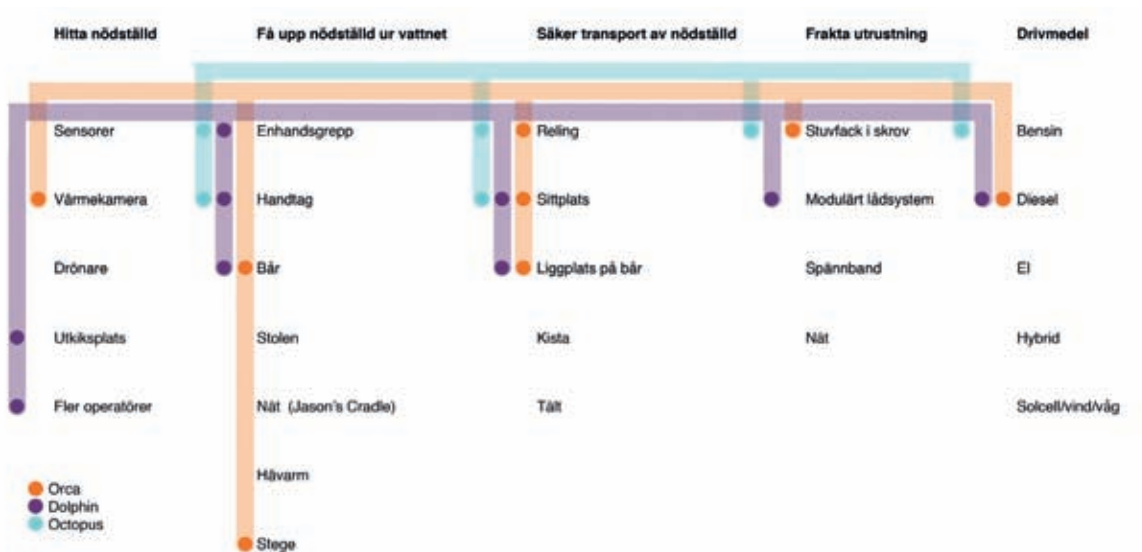 Hitta nödställd
Få upp nödställd ur vattnet
Säker transport av nödställd
Frakta utrustning
Drivmedel
Sensorer
Enhandsgrepp
Reling
Stuvfack i skrov
Bensin
Värmekamera
Handtag
Sittplats
Modulärt lådsystem
Diesel
Drönare
Bår
Liggplats på bår
Spännband
El
Utkiksplats
Stolen
Kista
Nät
Hybrid
Fler operatörer
Nät (Jason's Cradle)
Tält
Solcell/vind/våg
Hävarm
Stege
Orca
Dolphin
Octopus